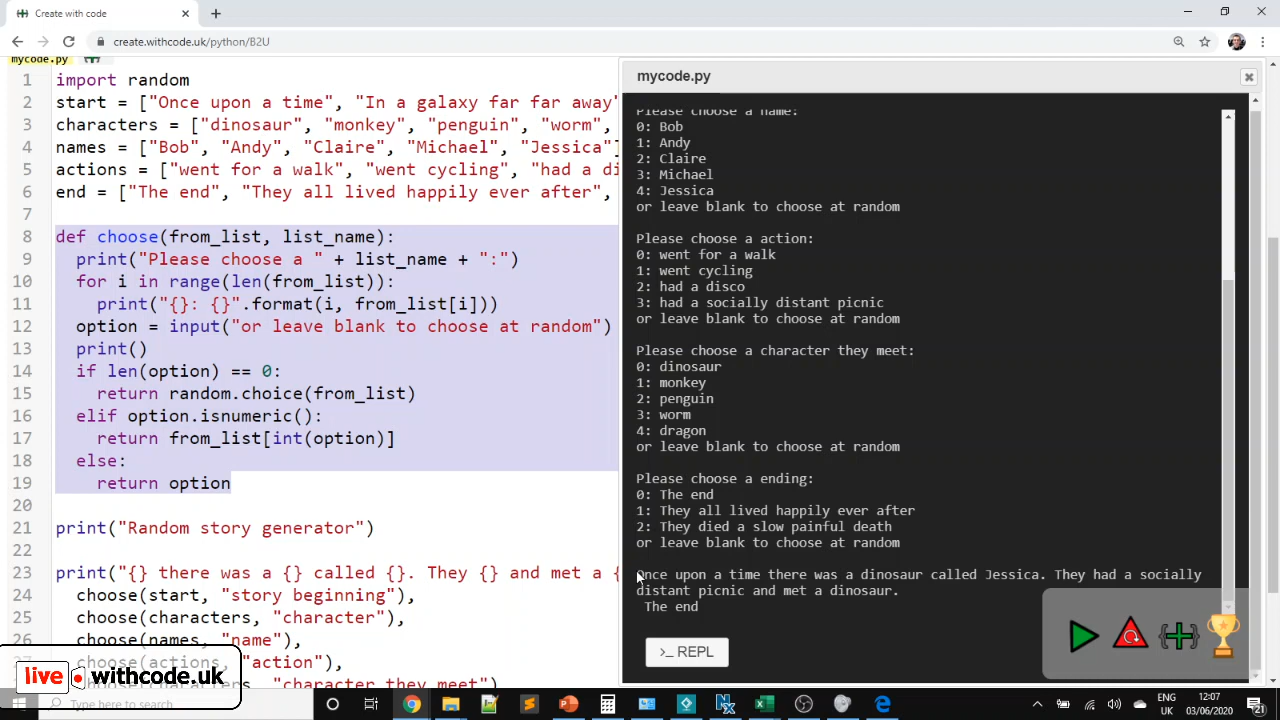 Create with code
create.withcode.uk/python/B2U
mycode.py
1 import random
2 start = ["Once upon a time", "In a galaxy far far away"
3 characters = ["dinosaur", "monkey", "penguin", "worm",
4 names = ["Bob", "Andy", "Claire", "Michael", "Jessica"]
5 actions = ["went for a walk", "went cycling", "had a di
6 end = ["The end", "They all lived happily ever after",
7
8 def choose(from_list, list_name):
9 print("Please choose a " + list_name + ":")
10 for i in range(len(from_list)):
11 print("{}: {}".format(i, from_list[i]))
12 option = input("or leave blank to choose at random")
13 print()
14 if len(option) == 0:
15 return random.choice(from_list)
16 elif option.isnumeric():
17 return from_list[int(option)]
18 else:
19 return option
20
21 print("Random story generator")
22
23 print("{} there was a {} called {}. They {} and met a {
24 choose(start, "story beginning"),
25 choose(characters, "character"),
26 choose(names, "name"),
choose(actions, "action"),
choose(characters, "character they meet")
mycode.py
Please choose a name:
0: Bob
1: Andy
2: Claire
3: Michael
4: Jessica
or leave blank to choose at random
Please choose a action:
0: went for a walk
1: went cycling
2: had a disco
3: had a socially distant picnic
or leave blank to choose at random
Please choose a character they meet:
0: dinosaur
1: monkey
2: penguin
3: worm
4: dragon
or leave blank to choose at random
Please choose a ending:
0: The end
1: They all lived happily ever after
2: They died a slow painful death
or leave blank to choose at random
Once upon a time there was a dinosaur called Jessica. They had a socially
distant picnic and met a dinosaur.
The end
>_ REPL
live withcode.uk
Type here to search
ENG
UK
12:07
03/06/2020
21